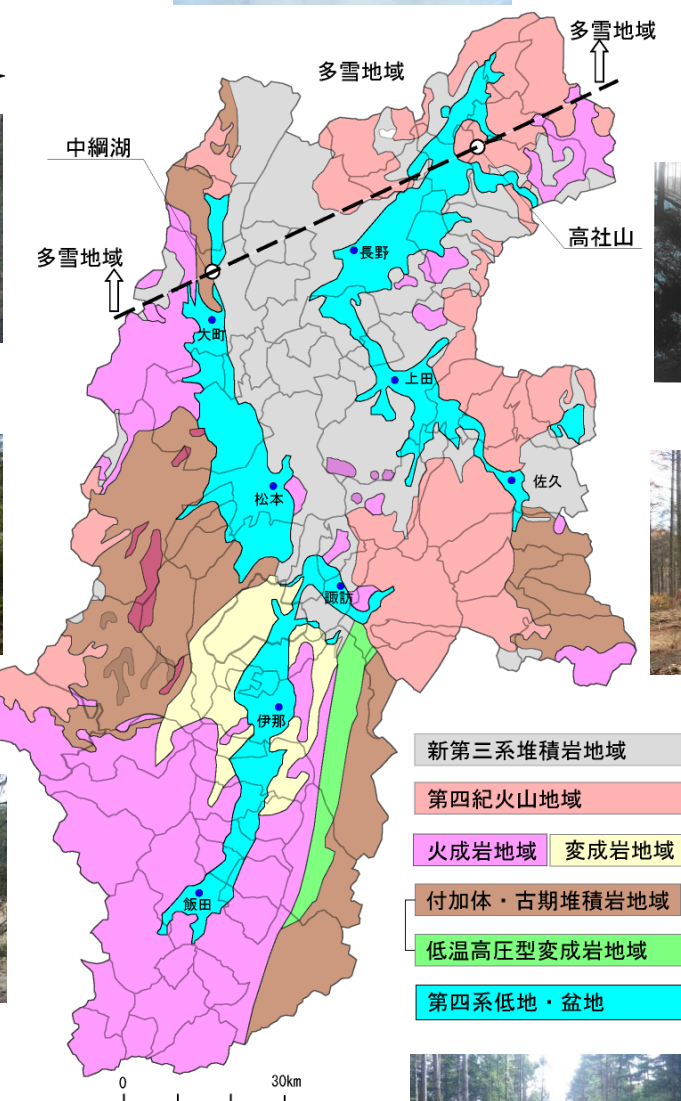 多雪地域
多雪地域
中綱湖
高社山
長野
多雪地域
大町
上田
佐久
松本
諏訪
伊那
新第三系堆積岩地域
第四紀火山地域
火成岩地域 変成岩地域
付加体・古期堆積岩地域
飯田
低温高圧型変成岩地域
第四系低地・盆地
0 30km